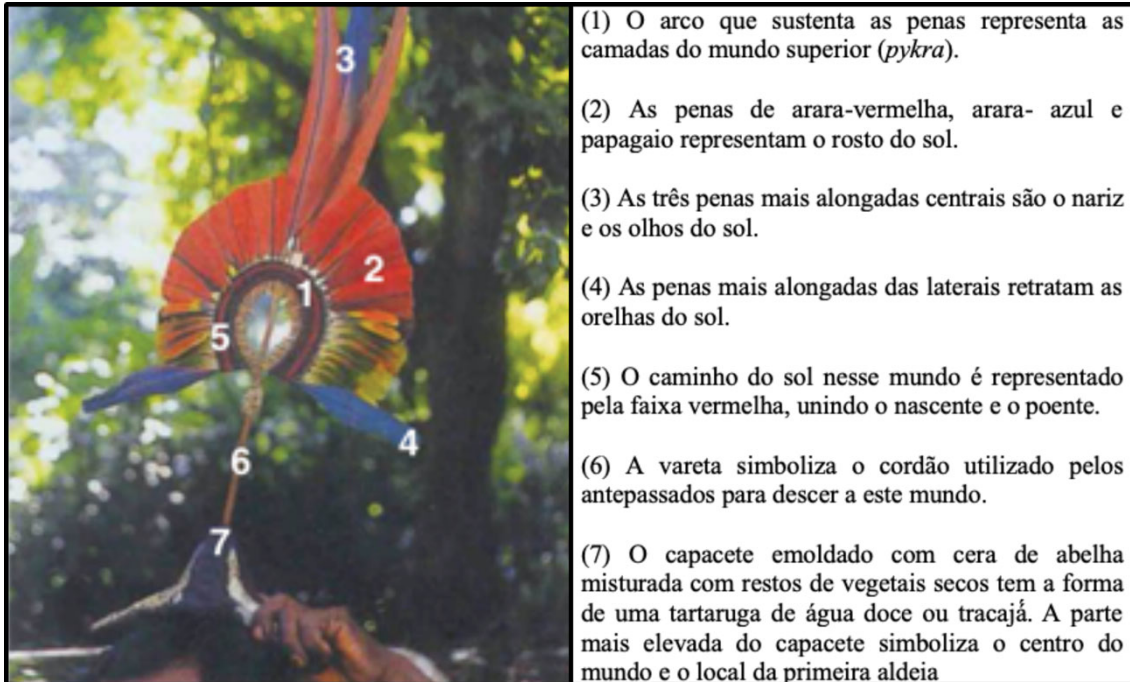 3
2
1
5
4
6
7
(1) O arco que sustenta as penas representa as
camadas do mundo superior (pykra).
(2) As penas de arara-vermelha, arara- azul e
papagaio representam o rosto do sol.
(3) As três penas mais alongadas centrais são o nariz
e os olhos do sol.
(4) As penas mais alongadas das laterais retratam as
orelhas do sol.
(5) O caminho do sol nesse mundo é representado
pela faixa vermelha, unindo o nascente e o poente.
(6) A vareta simboliza o cordão utilizado pelos
antepassados para descer a este mundo.
(7) O capacete emoldado com cera de abelha
misturada com restos de vegetais secos tem a forma
de uma tartaruga de água doce ou tracajá. A parte
mais elevada do capacete simboliza o centro do
mundo e o local da primeira aldeia